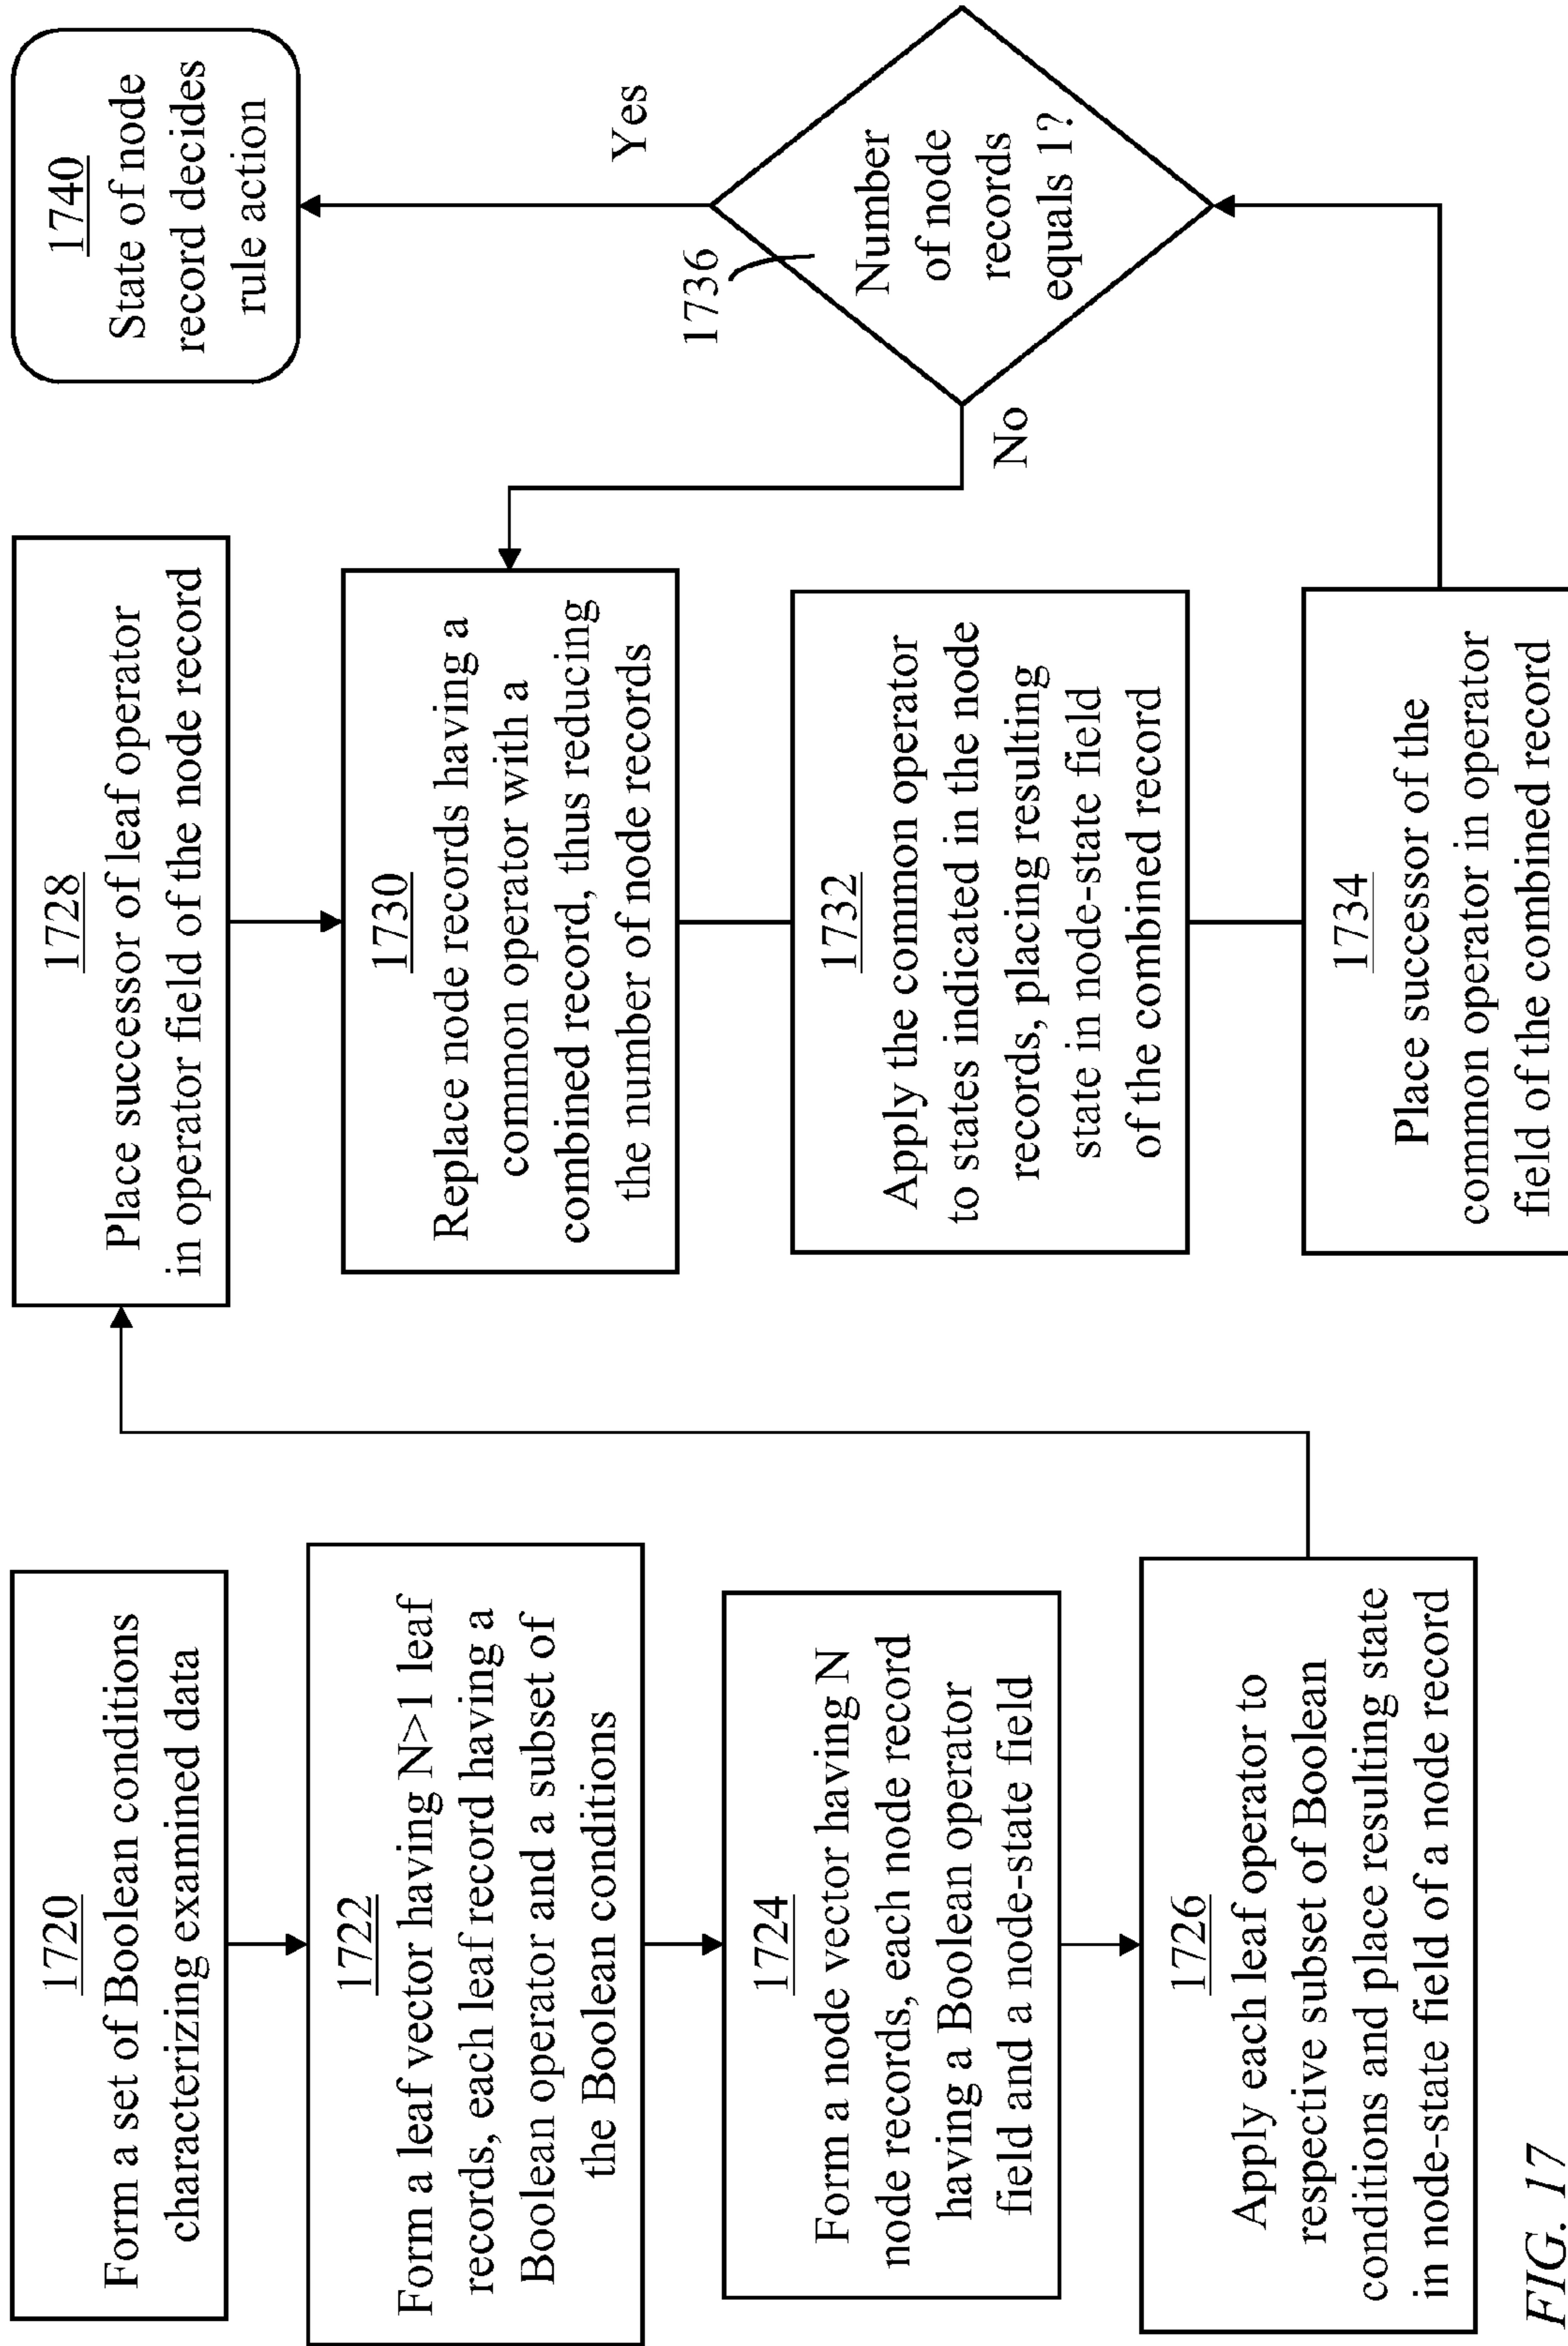 1720
Form a set of Boolean conditions
characterizing examined data
1722
Form a leaf vector having N>1 leaf
records, each leaf record having a
Boolean operator and a subset of
the Boolean conditions
1724
Form a node vector having N
node records, each node record
having a Boolean operator
field and a node-state field
1726
Apply each leaf operator to
respective subset of Boolean
conditions and place resulting state
in node-state field of a node record
1728
Place successor of leaf operator
in operator field of the node record
1730
Replace node records having a
common operator with a
combined record, thus reducing
the number of node records
1732
Apply the common operator
to states indicated in the node
records, placing resulting
state in node-state field
of the combined record
1734
Place successor of the
common operator in operator
field of the combined record
1736
Number
of node
records
equals 1?
No
Yes
1740
State of node
record decides
rule action
FIG. 17